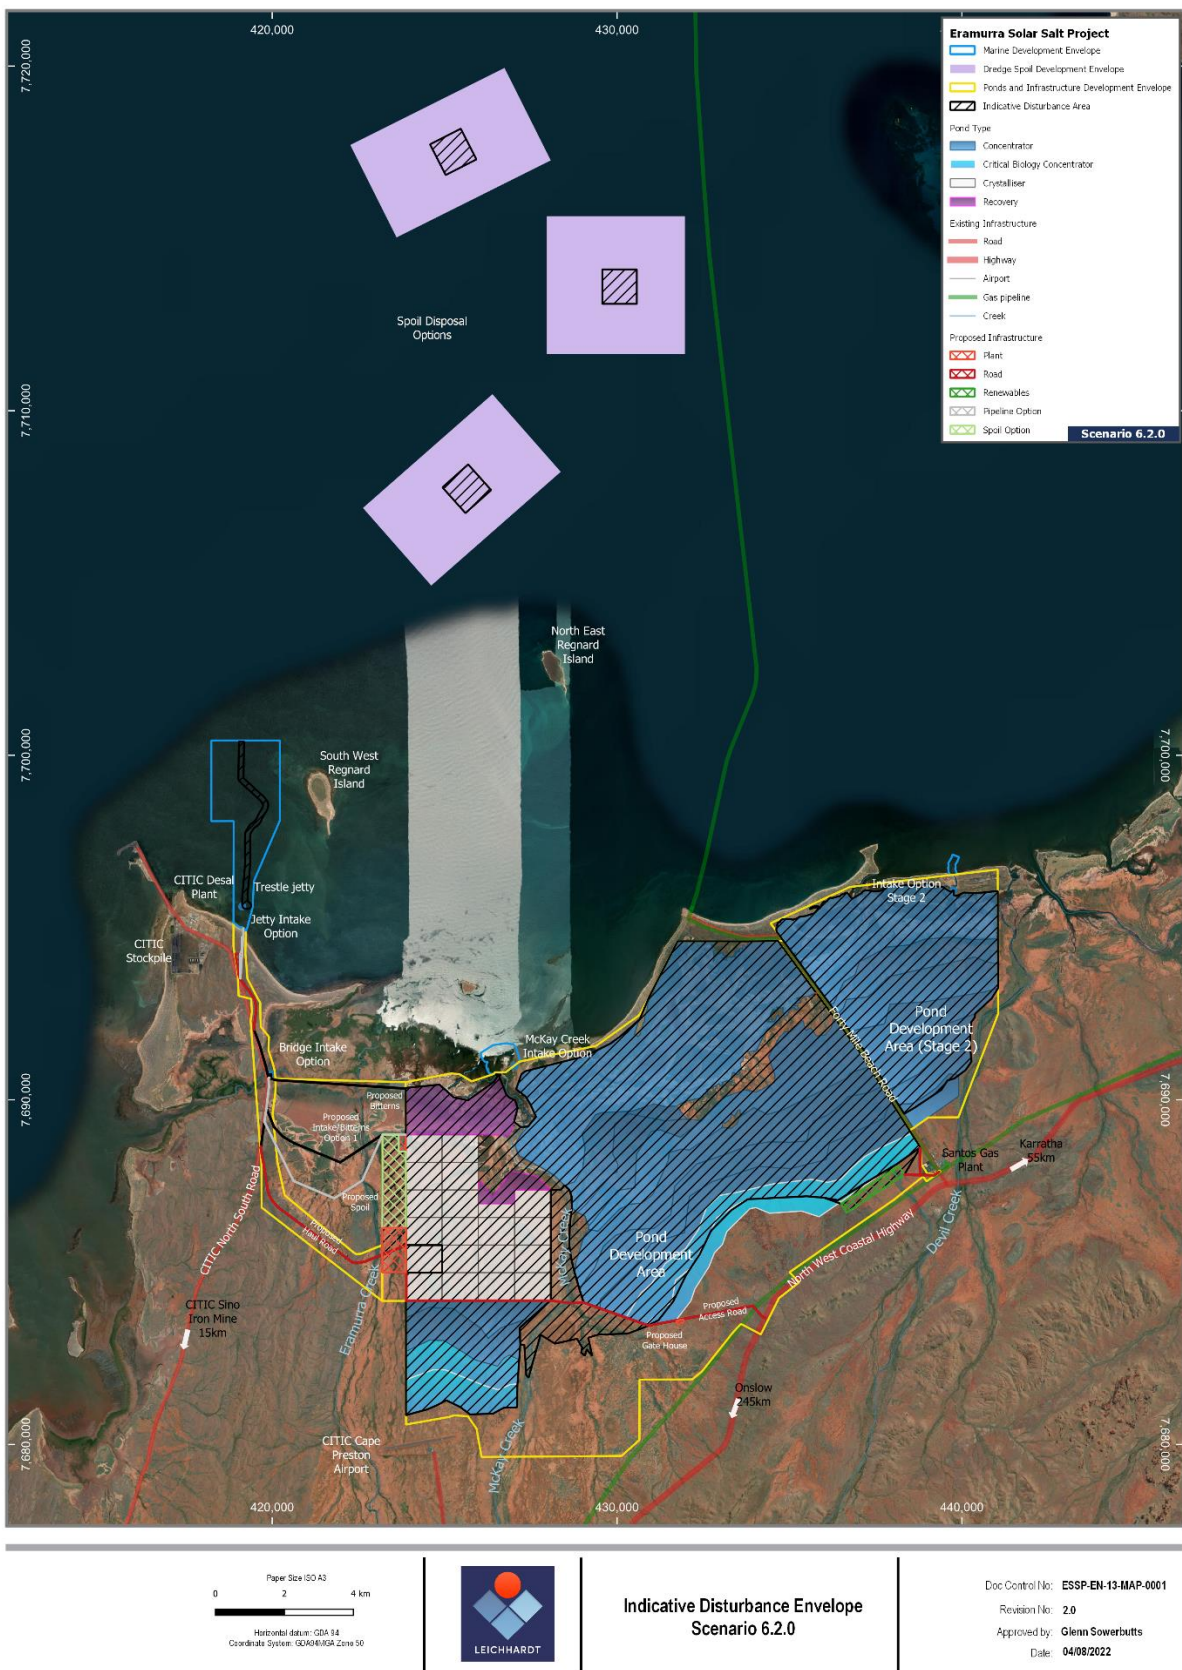 420,000
430,000
7,720,000
7,710,000
7,700,000
7,690,000
7,680,000
Eramurra Solar Salt Project
Marine Development Envelope
Dredge Spoil Development Envelope
Ponds and Infrastructure Development Envelope
Indicative Disturbance Area
Pond Type
Concentrator
Critical Biology Concentrator
Crystalliser
Recovery
Existing Infrastructure
Road
Highway
Airport
Gas pipeline
Creek
Proposed Infrastructure
Plant
Road
Renewables
Pipeline Option
Spoil Option
Scenario 6.2.0
Spoil Disposal
Options
North East
Regnard
Island
South West
Regnard
Island
7,700,000
CITIC Desal
Plant
Trestle jetty
Jetty Intake
Option
CITIC
Stockpile
Intake Option
Stage 2
Pond
Development
Area (Stage 2)
Forty Mile Beach Road
Bridge Intake
Option
McKay Creek
Intake Option
Proposed
Bitterns
Proposed
Intake/Bitterns
Option 1
7,690,000
Santos Gas
Plant
Karratha
55km
Proposed
Spoil
CITIC North South Road
Proposed
Haul Road
McKay Creek
Pond
Development
Area
North West Coastal Highway
Devil Creek
Eramurra Creek
CITIC Sino
Iron Mine
15km
Proposed
Access Road
Proposed
Gate House
Onslow
245km
CITIC Cape
Preston
Airport
McKay Creek
7,680,000
420,000
430,000
440,000
Paper Size ISO A3
0 2 4 km
Horizontal datum: GDA 94
Coordinate System: GDA94/MGA Zone 50
LEICHHARDT
Indicative Disturbance Envelope
Scenario 6.2.0
Doc Control No: ESSP-EN-13-MAP-0001
Revision No: 2.0
Approved by: Glenn Sowerbutts
Date: 04/08/2022